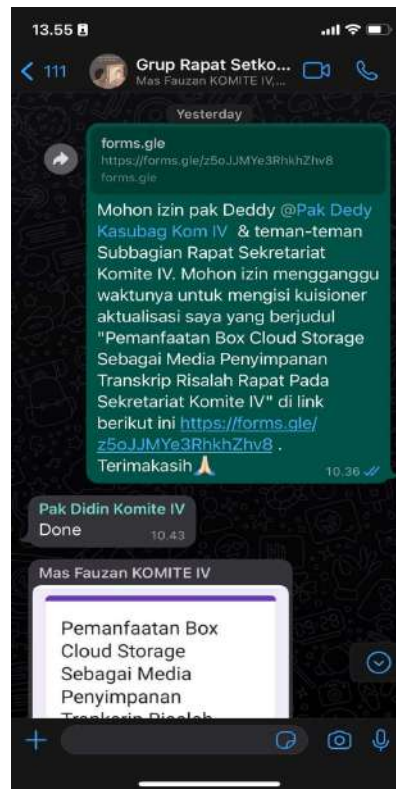 13.55
111
Grup Rapat Setko...
Mas Fauzan KOMITE IV,...
Yesterday
forms.gle
https://forms.gle/z5oJJMYe3RhkhZhv8
forms.gle
Mohon izin pak Deddy @Pak Dedy
Kasubag Kom IV & teman-teman
Subbagian Rapat Sekretariat
Komite IV. Mohon izin mengganggu
waktunya untuk mengisi kuisioner
aktualisasi saya yang berjudul
"Pemanfaatan Box Cloud Storage
Sebagai Media Penyimpanan
Transkrip Risalah Rapat Pada
Sekretariat Komite IV" di link
berikut ini https://forms.gle/
z5oJJMYe3RhkhZhv8 .
Terimakasih 🙏
10.36
Pak Didin Komite IV
Done
10.43
Mas Fauzan KOMITE IV
Pemanfaatan Box
Cloud Storage
Sebagai Media
Penyimpanan